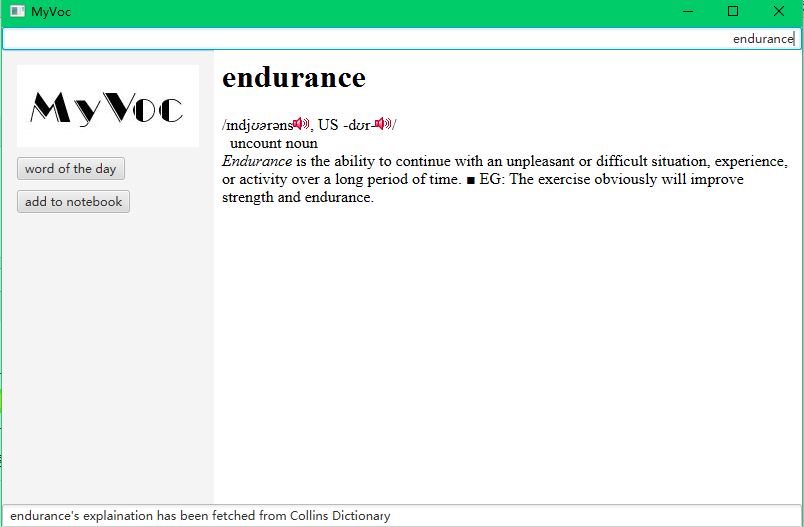 MyVoc
endurance
MyVoc
word of the day
add to notebook
endurance
/ɪndjʊərəns, US -dʊr-/
uncount noun
Endurance is the ability to continue with an unpleasant or difficult situation, experience,
or activity over a long period of time. ■ EG: The exercise obviously will improve
strength and endurance.
endurance's explaination has been fetched from Collins Dictionary